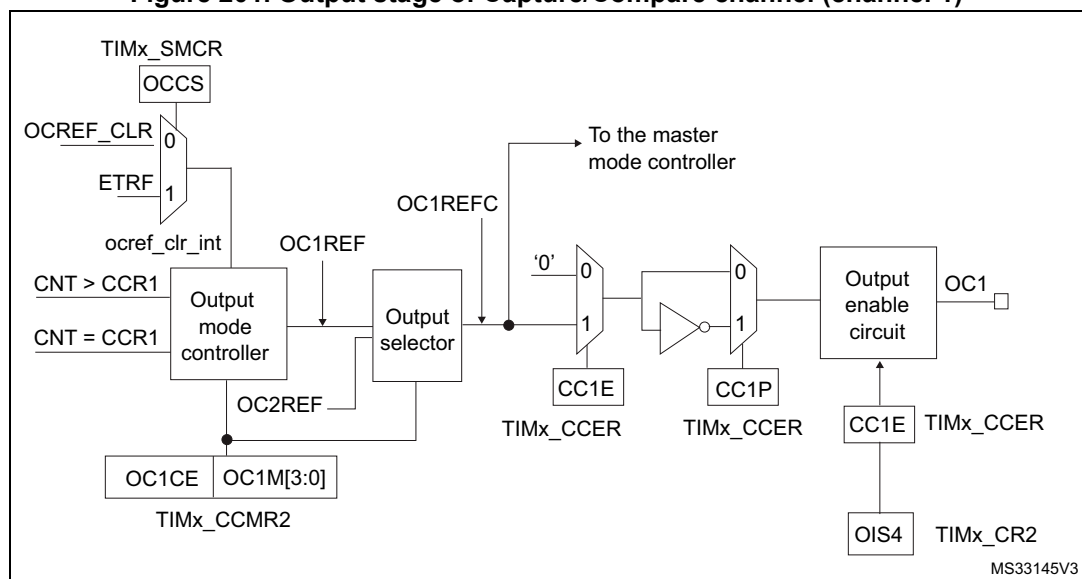 Figure 201. Output stage of Capture/Compare channel (channel 1)
TIMx_SMCR
OCCS
OCREF_CLR
0
ETRF
1
ocref_clr_int
To the master
mode controller
OC1REFC
OC1REF
CNT > CCR1
CNT = CCR1
Output
mode
controller
Output
selector
OC2REF
‘0’
0
1
CC1E
TIMx_CCER
0
1
CC1P
TIMx_CCER
Output
enable
circuit
OC1
CC1E
TIMx_CCER
OC1CE
OC1M[3:0]
TIMx_CCMR2
OIS4
TIMx_CR2
MS33145V3